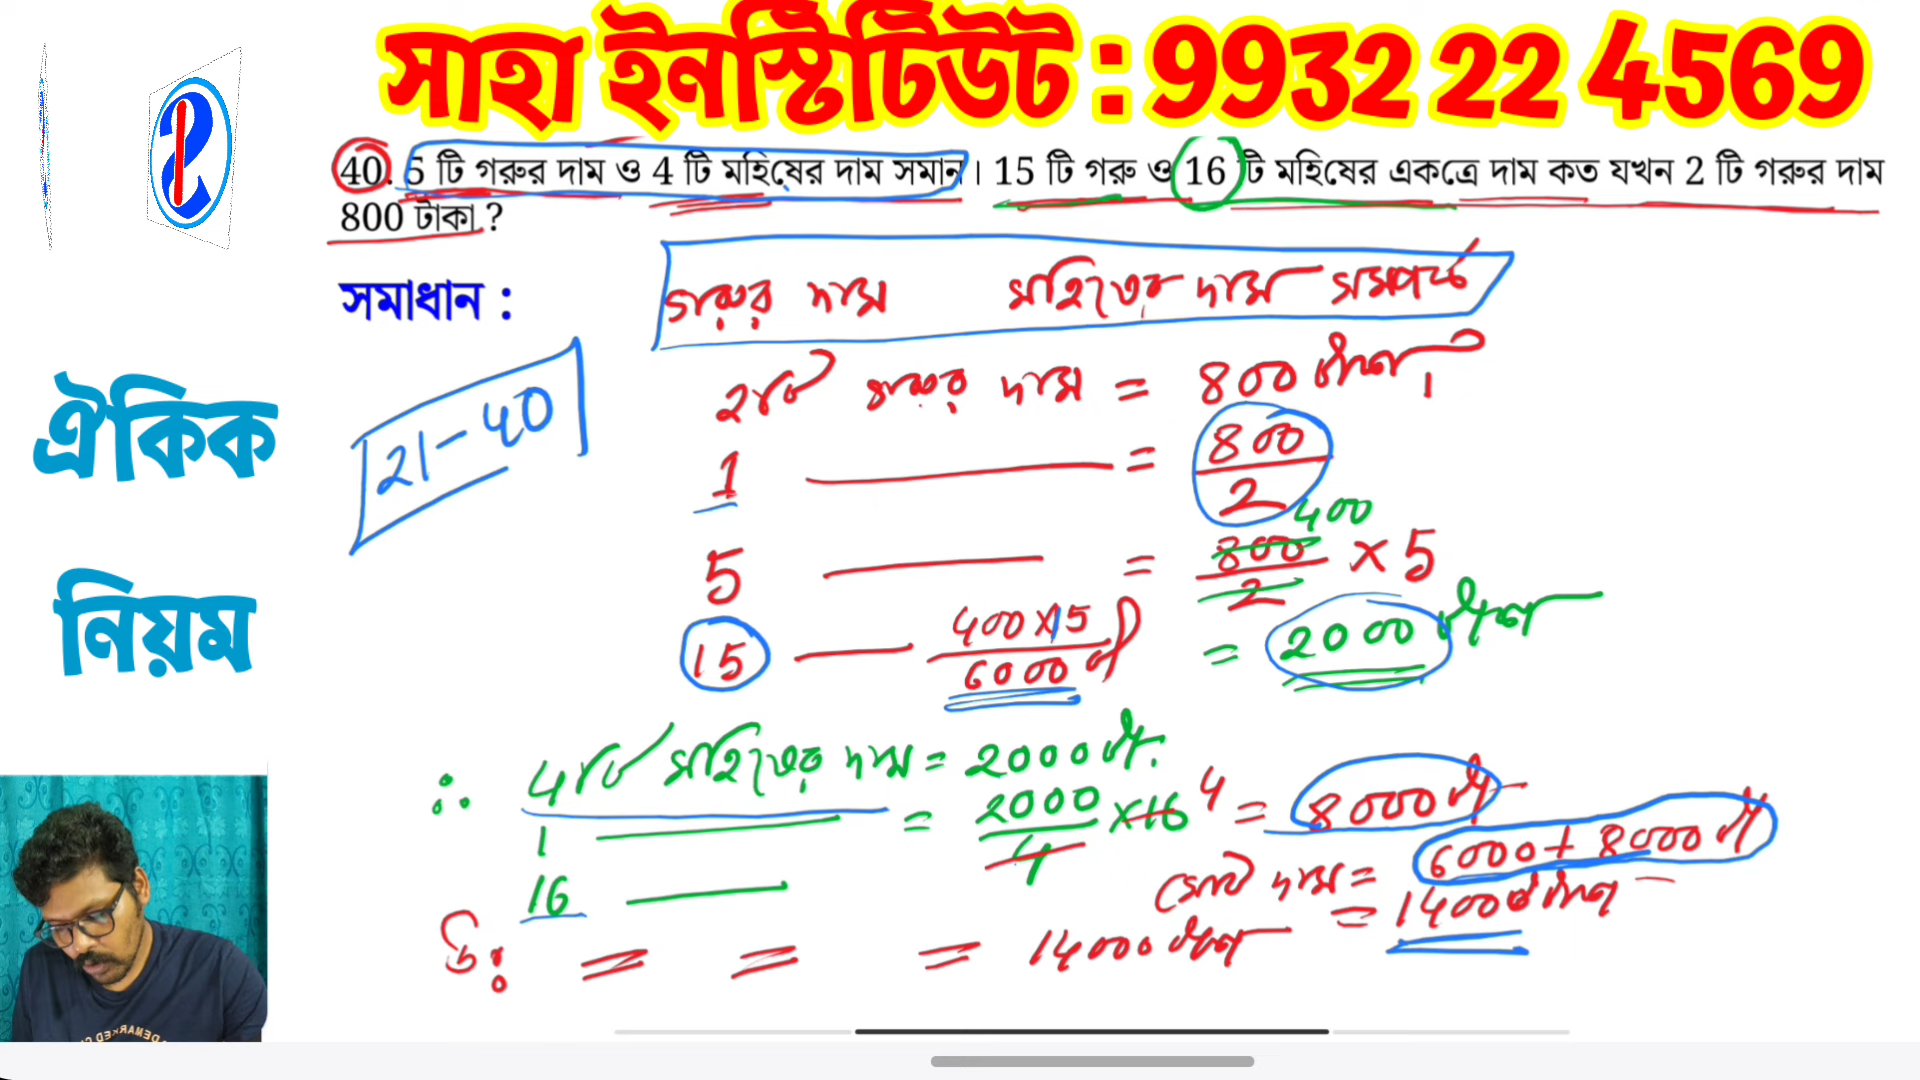 সাহা ইনস্টিটিউট : 9932 22 4569
40. 5 টি গরুর দাম ও 4 টি মহিষের দাম সমান। 15 টি গরু ও 16 টি মহিষের একত্রে দাম কত যখন 2 টি গরুর দাম
800 টাকা ?
সমাধান :
গরুর দাম মহিষের দাম সম্পর্ক
ঐকিক
নিয়ম
21-40
2টি গরুর দাম = 800 টাকা।
1 = 800/2
5 = 800/2 × 5 400
15 400×15
6000 টা
= 2000 টাকা
∴ 4টি মহিষের দাম = 2000 টা.
1 = 2000/4 ×16 4 = 8000 টা
16
মোট দাম = 6000 + 8000 টা
= 14000 টাকা
উঃ = = = 14000 টাকা